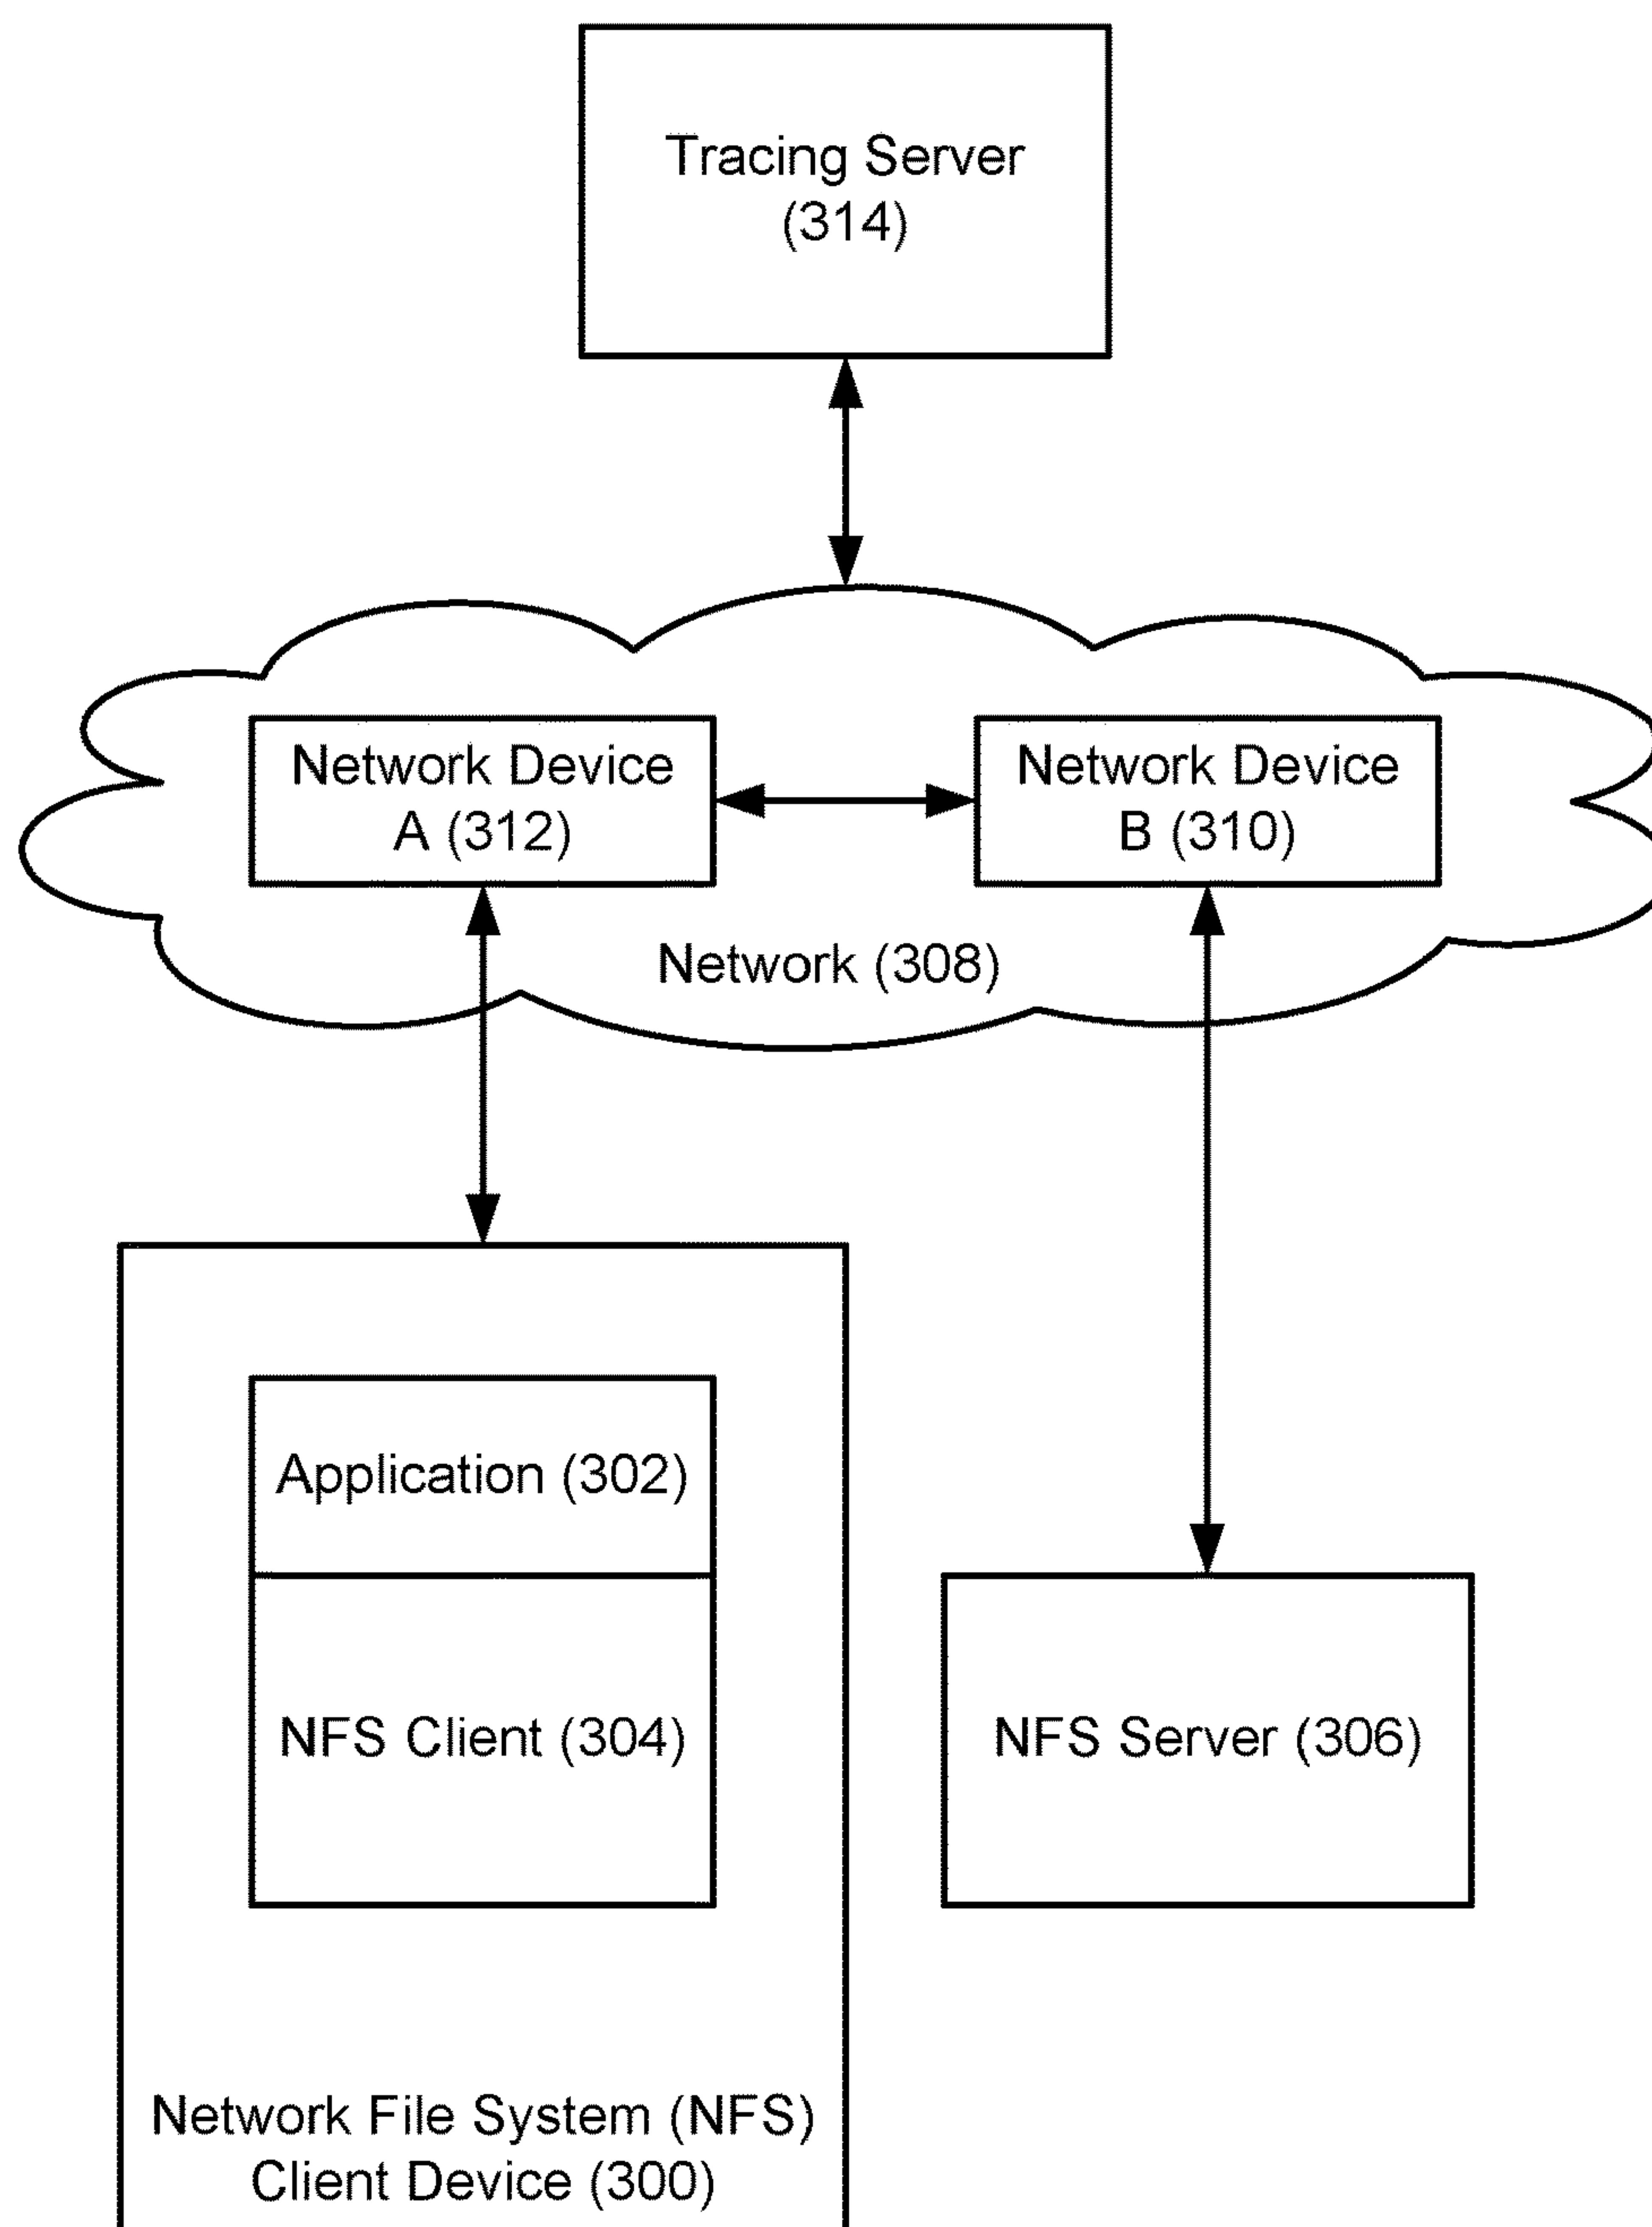 Tracing Server
(314)
Network Device
A (312)
Network Device
B (310)
Network (308)
Application (302)
NFS Client (304)
NFS Server (306)
Network File System (NFS)
Client Device (300)